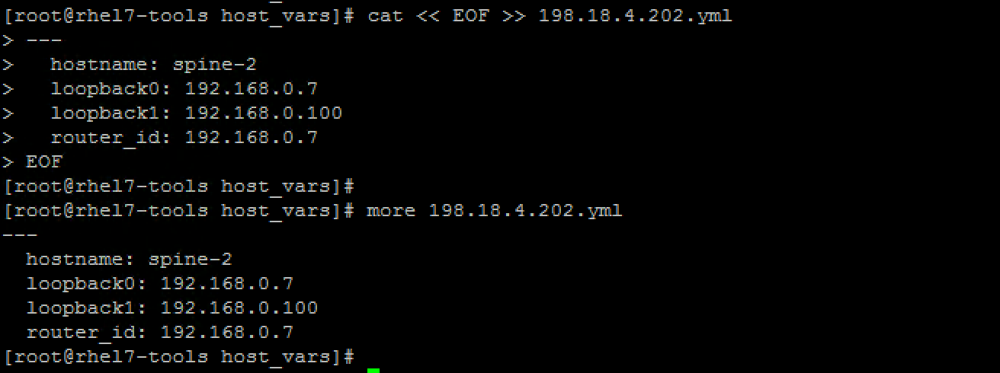 [root@rhel7-tools host_vars]# cat << EOF >> 198.18.4.202.yml
> ---
>   hostname: spine-2
>   loopback0: 192.168.0.7
>   loopback1: 192.168.0.100
>   router_id: 192.168.0.7
> EOF
[root@rhel7-tools host_vars]#
[root@rhel7-tools host_vars]# more 198.18.4.202.yml
---
  hostname: spine-2
  loopback0: 192.168.0.7
  loopback1: 192.168.0.100
  router_id: 192.168.0.7
[root@rhel7-tools host_vars]#